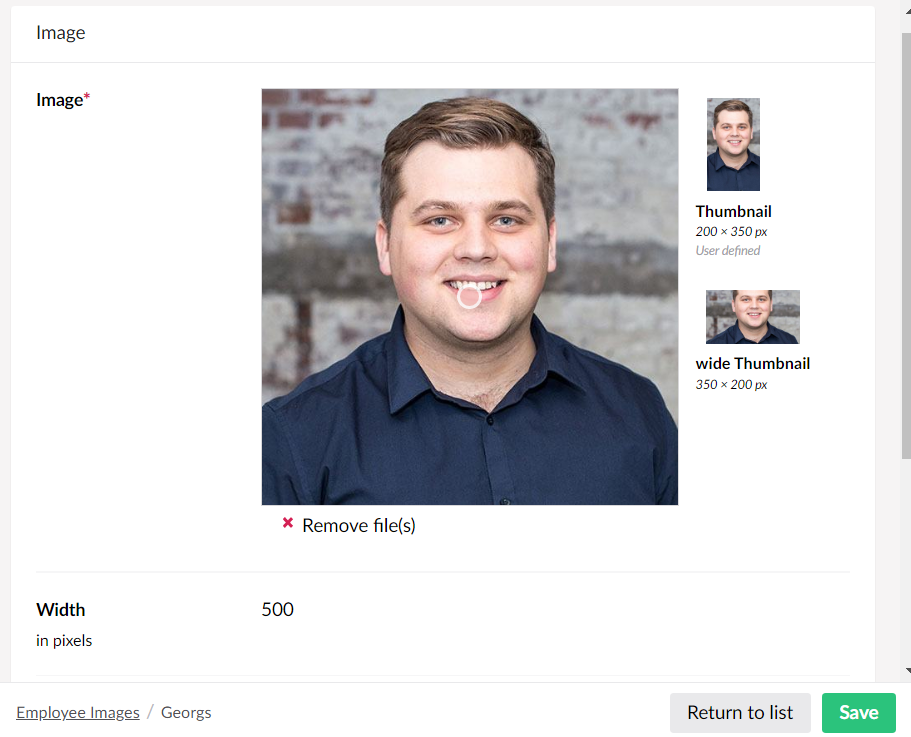 Image
Image*
Thumbnail
200 × 350 px
User defined
wide Thumbnail
350 × 200 px
Remove file(s)
Width
500
in pixels
Employee Images / Georgs
Return to list
Save